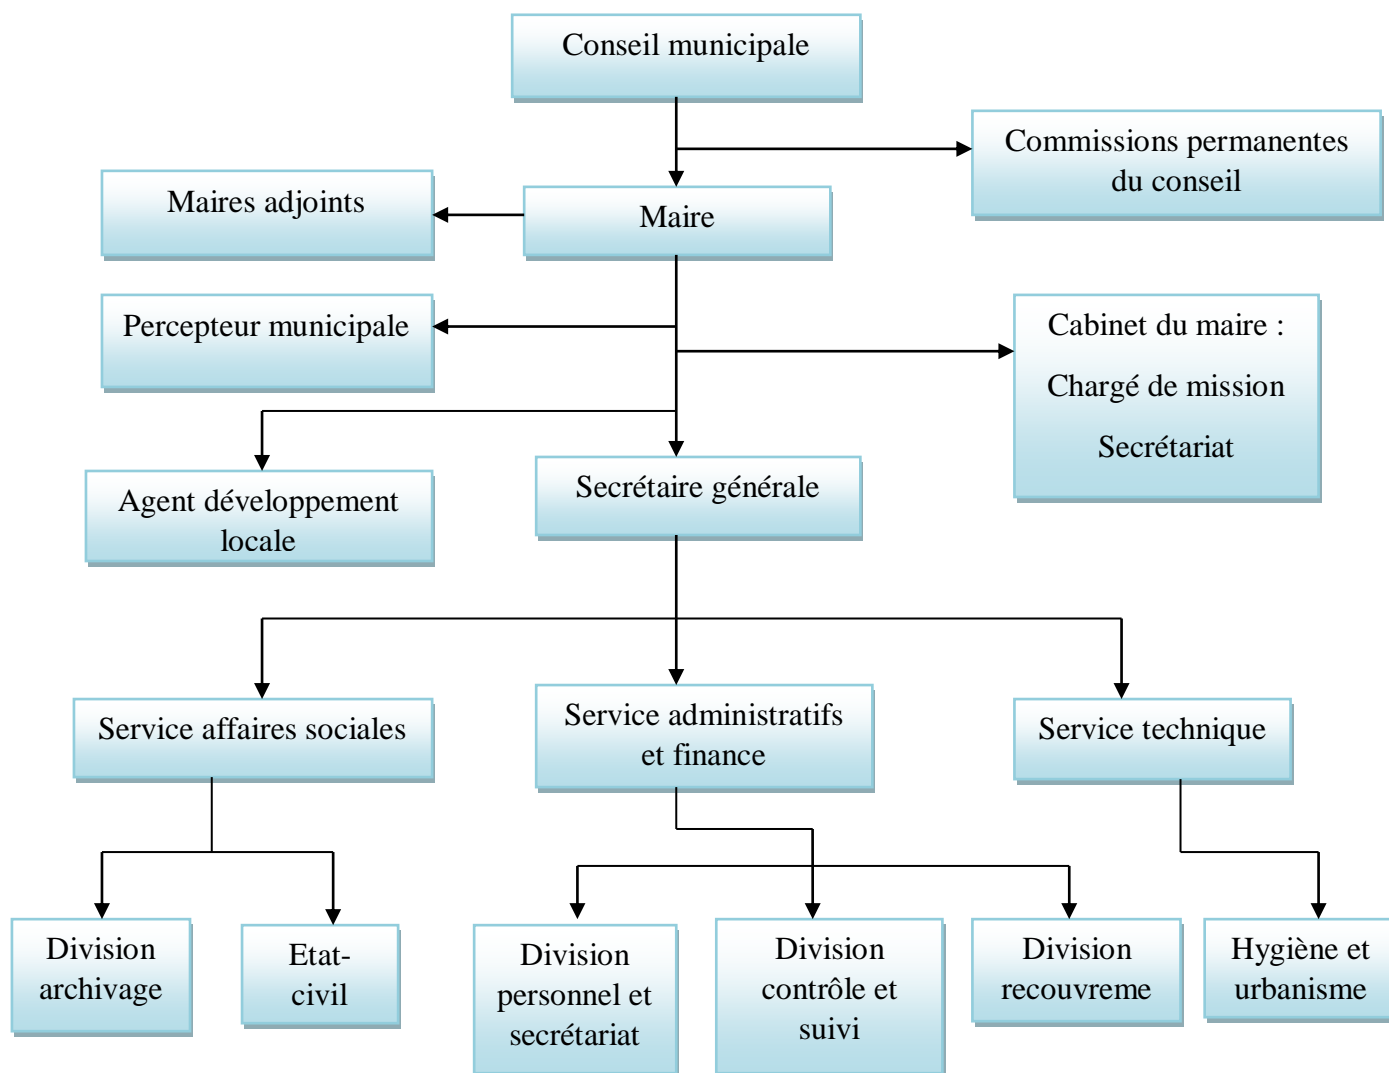 Conseil municipale
Commissions permanentes
du conseil
Maires adjoints
Maire
Percepteur municipale
Cabinet du maire :
Chargé de mission
Secrétariat
Agent développement
locale
Secrétaire générale
Service affaires sociales
Service administratifs
et finance
Service technique
Division
archivage
Etat-
civil
Division
personnel et
secrétariat
Division
contrôle et
suivi
Division
recouvreme
Hygiène et
urbanisme